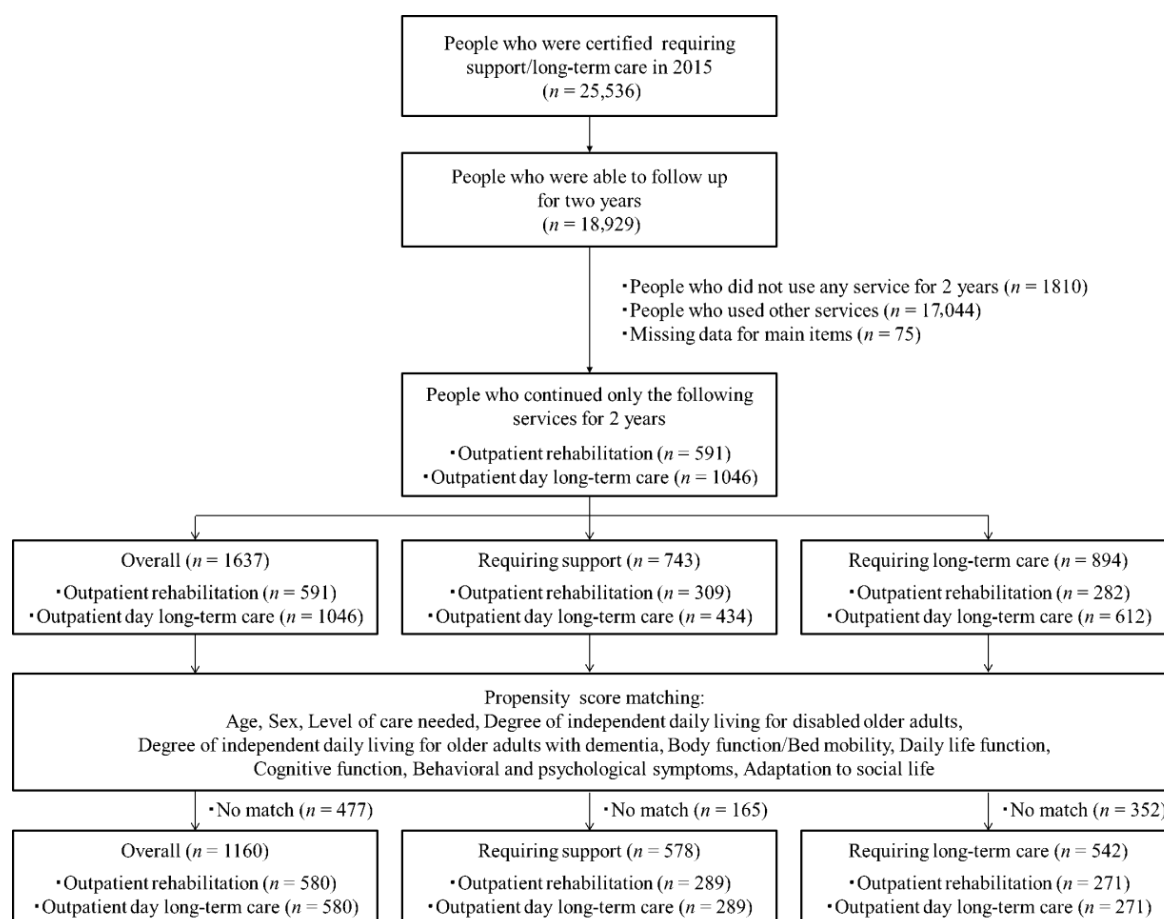 People who were certified requiring
support/long-term care in 2015
(n = 25,536)
People who were able to follow up
for two years
(n = 18,929)
・People who did not use any service for 2 years (n = 1810)
・People who used other services (n = 17,044)
・Missing data for main items (n = 75)
People who continued only the following
services for 2 years
・Outpatient rehabilitation (n = 591)
・Outpatient day long-term care (n = 1046)
Overall (n = 1637)
・Outpatient rehabilitation (n = 591)
・Outpatient day long-term care (n = 1046)
Requiring support (n = 743)
・Outpatient rehabilitation (n = 309)
・Outpatient day long-term care (n = 434)
Requiring long-term care (n = 894)
・Outpatient rehabilitation (n = 282)
・Outpatient day long-term care (n = 612)
Propensity score matching:
Age, Sex, Level of care needed, Degree of independent daily living for disabled older adults,
Degree of independent daily living for older adults with dementia, Body function/Bed mobility, Daily life function,
Cognitive function, Behavioral and psychological symptoms, Adaptation to social life
・No match (n = 477)
・No match (n = 165)
・No match (n = 352)
Overall (n = 1160)
・Outpatient rehabilitation (n = 580)
・Outpatient day long-term care (n = 580)
Requiring support (n = 578)
・Outpatient rehabilitation (n = 289)
・Outpatient day long-term care (n = 289)
Requiring long-term care (n = 542)
・Outpatient rehabilitation (n = 271)
・Outpatient day long-term care (n = 271)